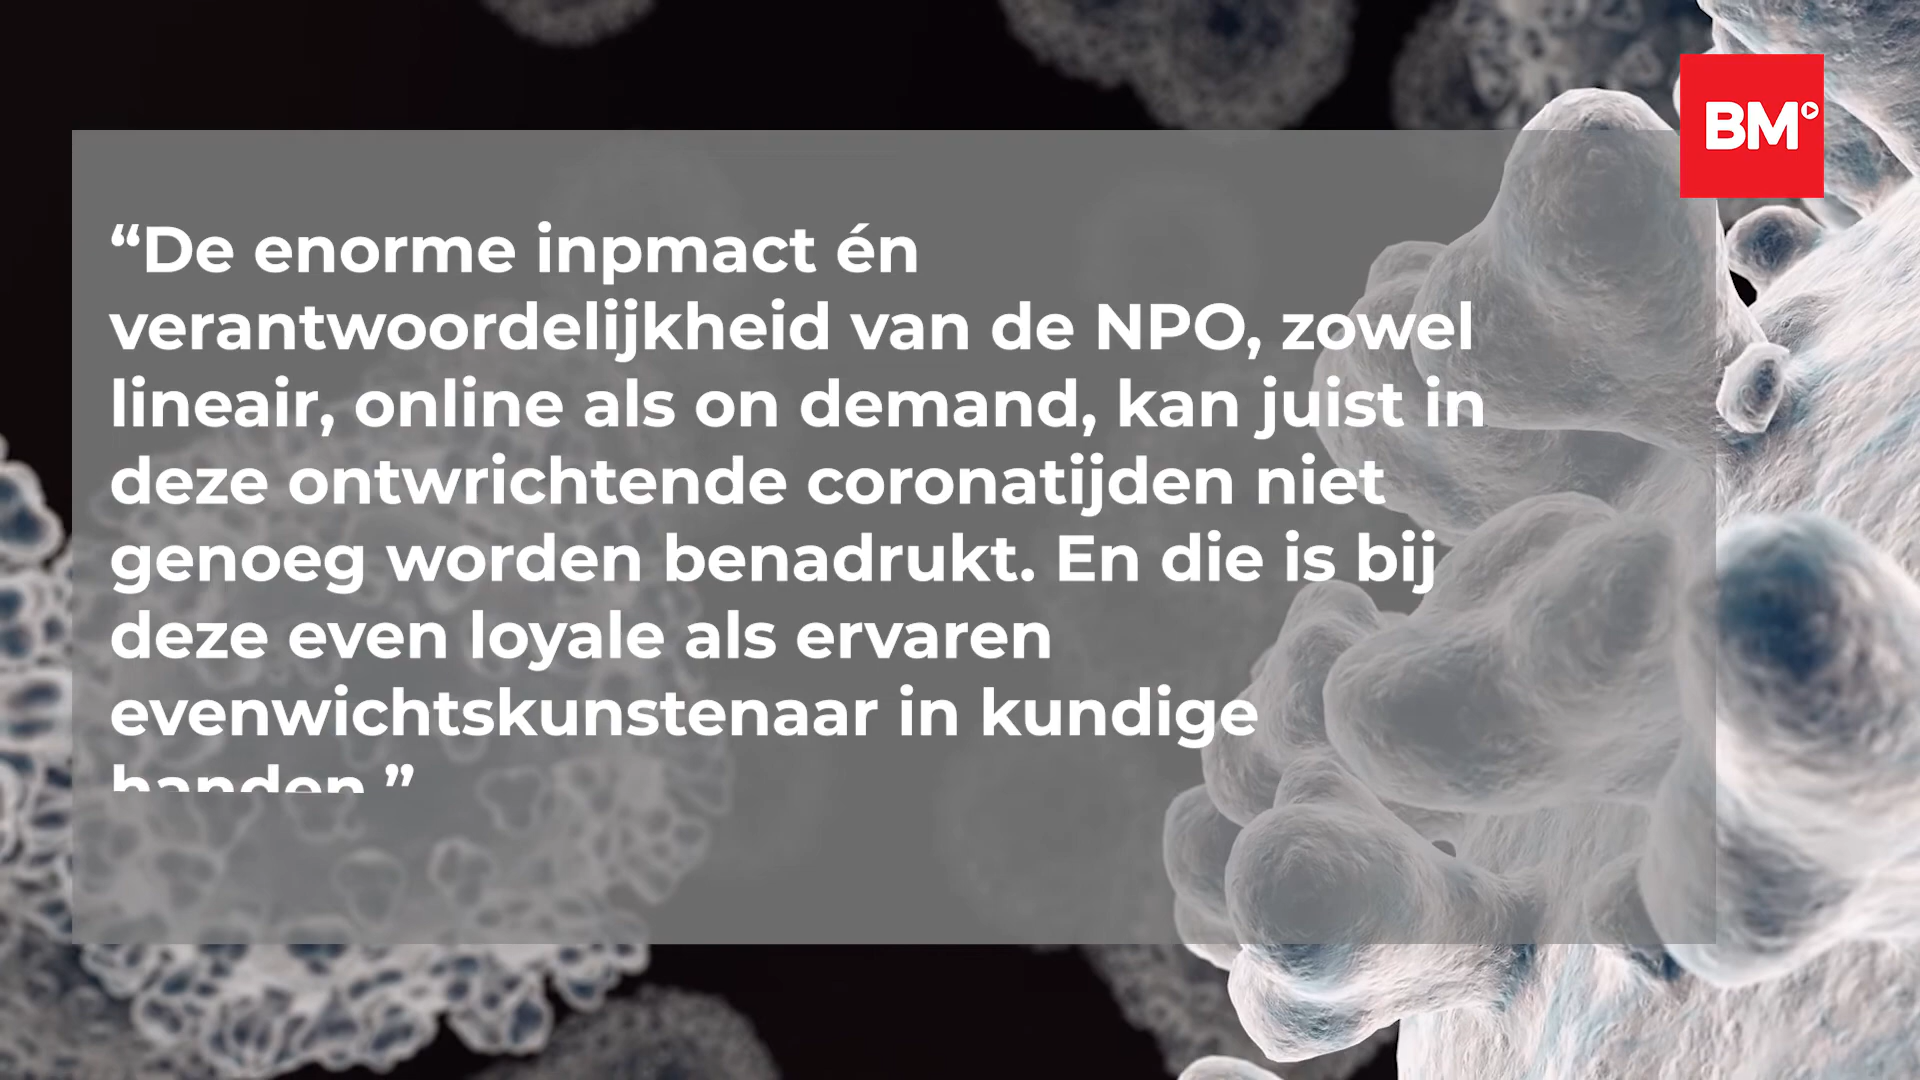 BM
“De enorme inpmact én
verantwoordelijkheid van de NPO, zowel
lineair, online als on demand, kan juist in
deze ontwrichtende coronatijden niet
genoeg worden benadrukt. En die is bij
deze even loyale als ervaren
evenwichtskunstenaar in kundige
handen.”